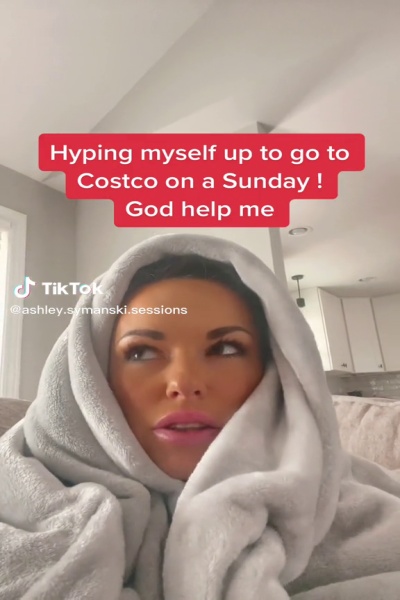 Hyping myself up to go to
Costco on a Sunday !
God help me
TikTok
@ashley.symanski.sessions